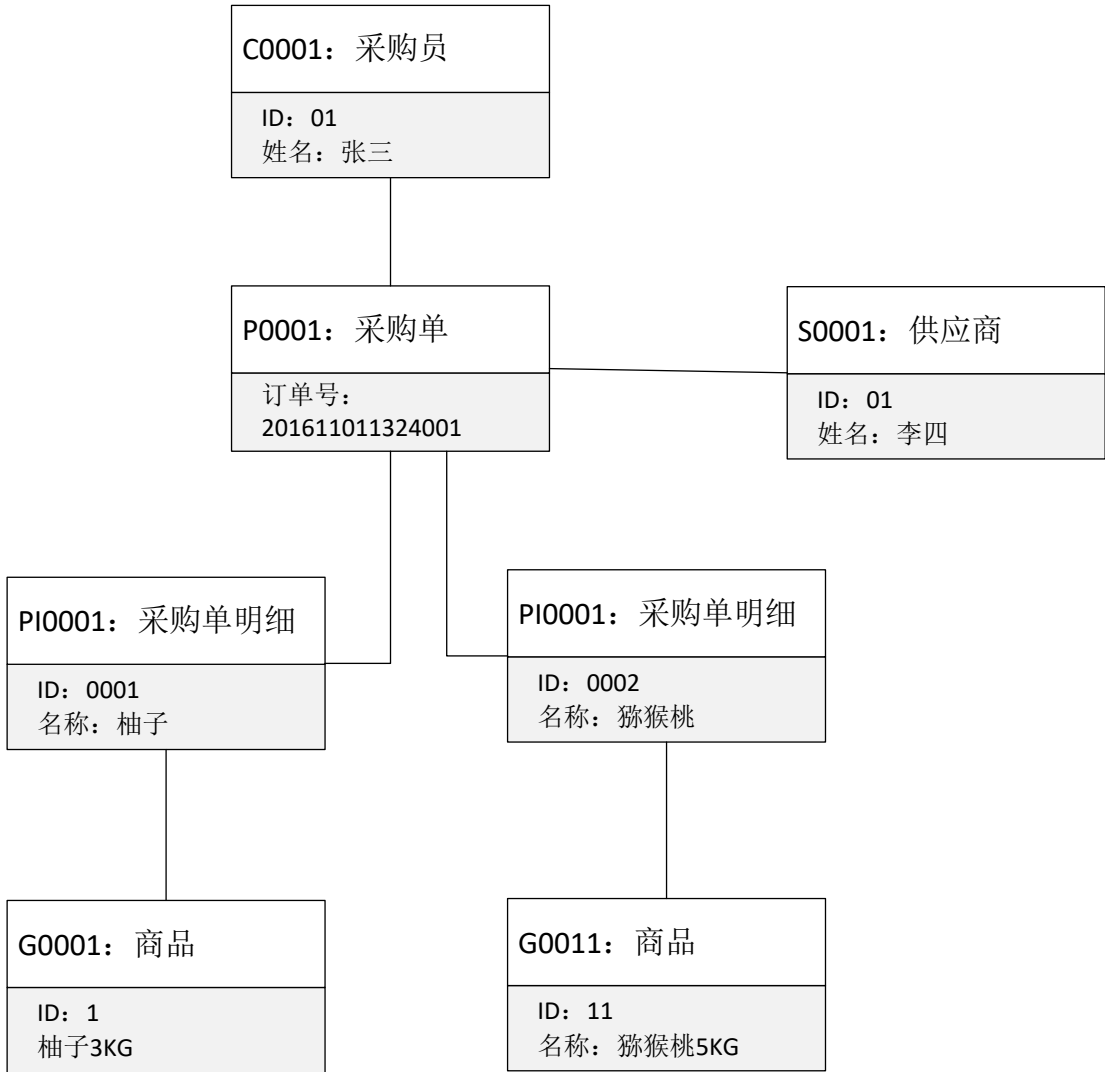 C0001：采购员
ID：01
姓名：张三
P0001：采购单
订单号：
201611011324001
S0001：供应商
ID：01
姓名：李四
PI0001：采购单明细
ID：0001
名称：柚子
PI0001：采购单明细
ID：0002
名称：猕猴桃
G0001：商品
ID：1
柚子3KG
G0011：商品
ID：11
名称：猕猴桃5KG